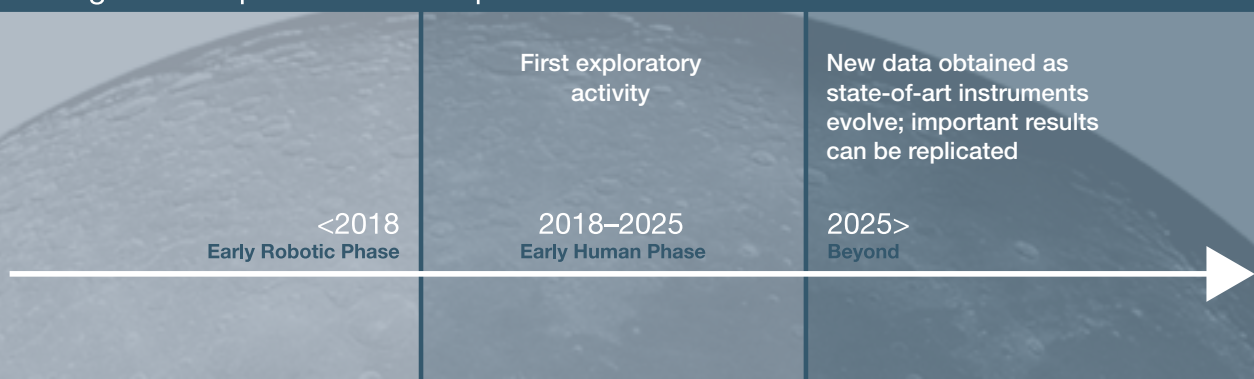 First exploratory
activity
New data obtained as
state-of-art instruments
evolve; important results
can be replicated
<2018
Early Robotic Phase
2018–2025
Early Human Phase
2025>
Beyond